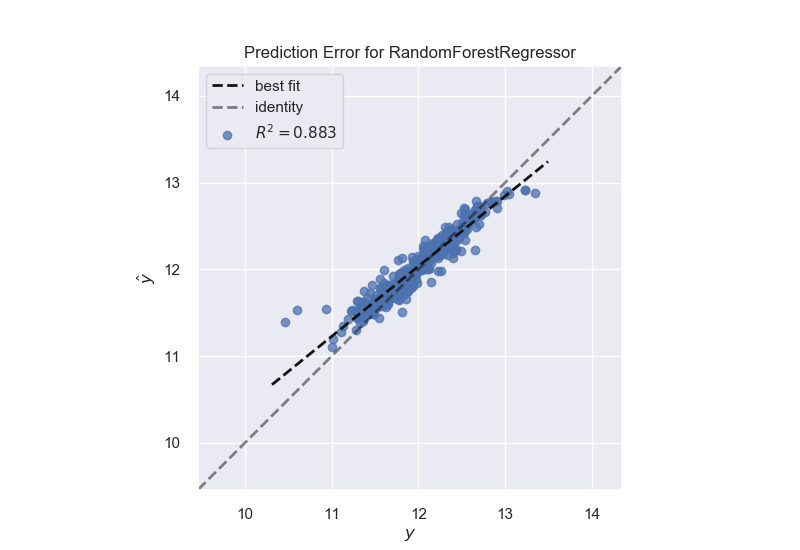 Prediction Error for RandomForestRegressor
best fit
identity
R² = 0.883
14
13
12
11
10
ŷ
10 11 12 13 14
y